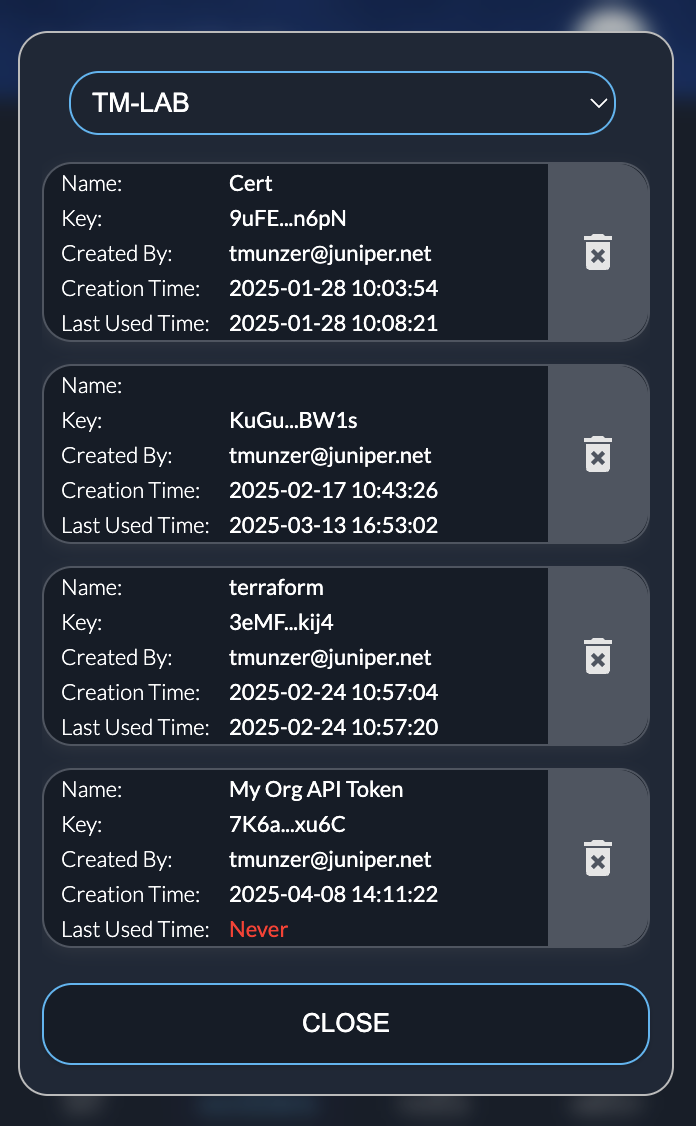 TM-LAB
Name: Cert
Key: 9uFE...n6pN
Created By: tmunzer@juniper.net
Creation Time: 2025-01-28 10:03:54
Last Used Time: 2025-01-28 10:08:21
Name:
Key: KuGu...BW1s
Created By: tmunzer@juniper.net
Creation Time: 2025-02-17 10:43:26
Last Used Time: 2025-03-13 16:53:02
Name: terraform
Key: 3eMF...kij4
Created By: tmunzer@juniper.net
Creation Time: 2025-02-24 10:57:04
Last Used Time: 2025-02-24 10:57:20
Name: My Org API Token
Key: 7K6a...xu6C
Created By: tmunzer@juniper.net
Creation Time: 2025-04-08 14:11:22
Last Used Time: Never
CLOSE